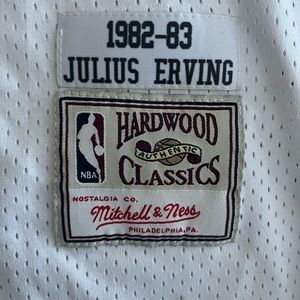 1982-83
JULIUS ERVING
HARDWOOD
AUTHENTIC
CLASSICS
NBA
NOSTALGIA CO.
Mitchell & Ness
PHILADELPHIA, PA.